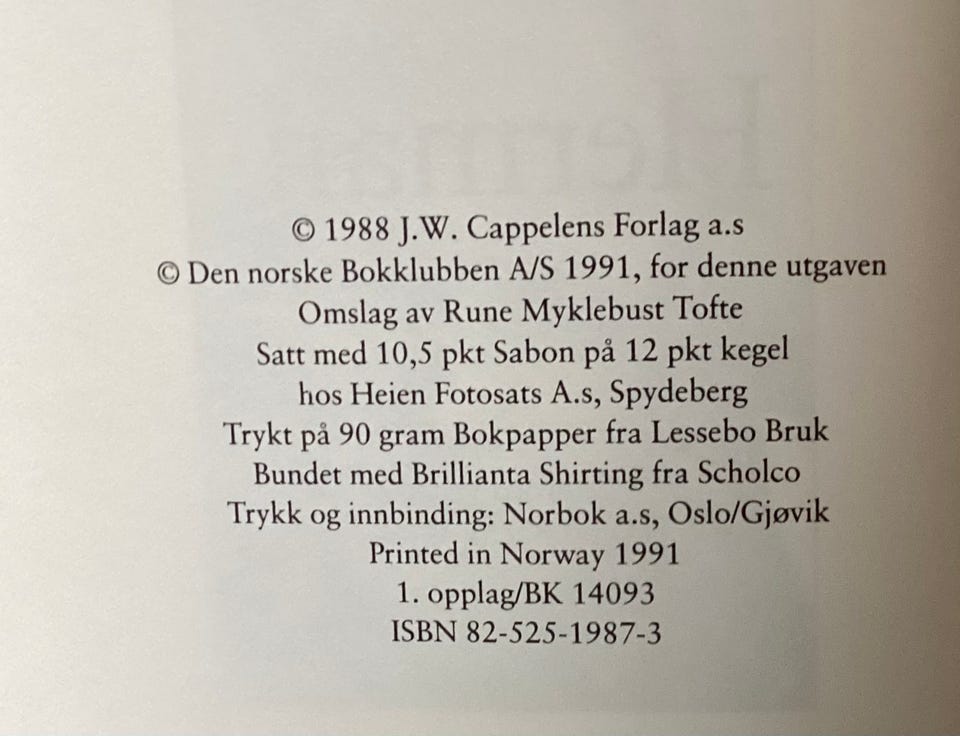 © 1988 J.W. Cappelens Forlag a.s
© Den norske Bokklubben A/S 1991, for denne utgaven
Omslag av Rune Myklebust Tofte
Satt med 10,5 pkt Sabon på 12 pkt kegel
hos Heien Fotosats A.s, Spydeberg
Trykt på 90 gram Bokpapper fra Lessebo Bruk
Bundet med Brillianta Shirting fra Scholco
Trykk og innbinding: Norbok a.s, Oslo/Gjøvik
Printed in Norway 1991
1. opplag/BK 14093
ISBN 82-525-1987-3